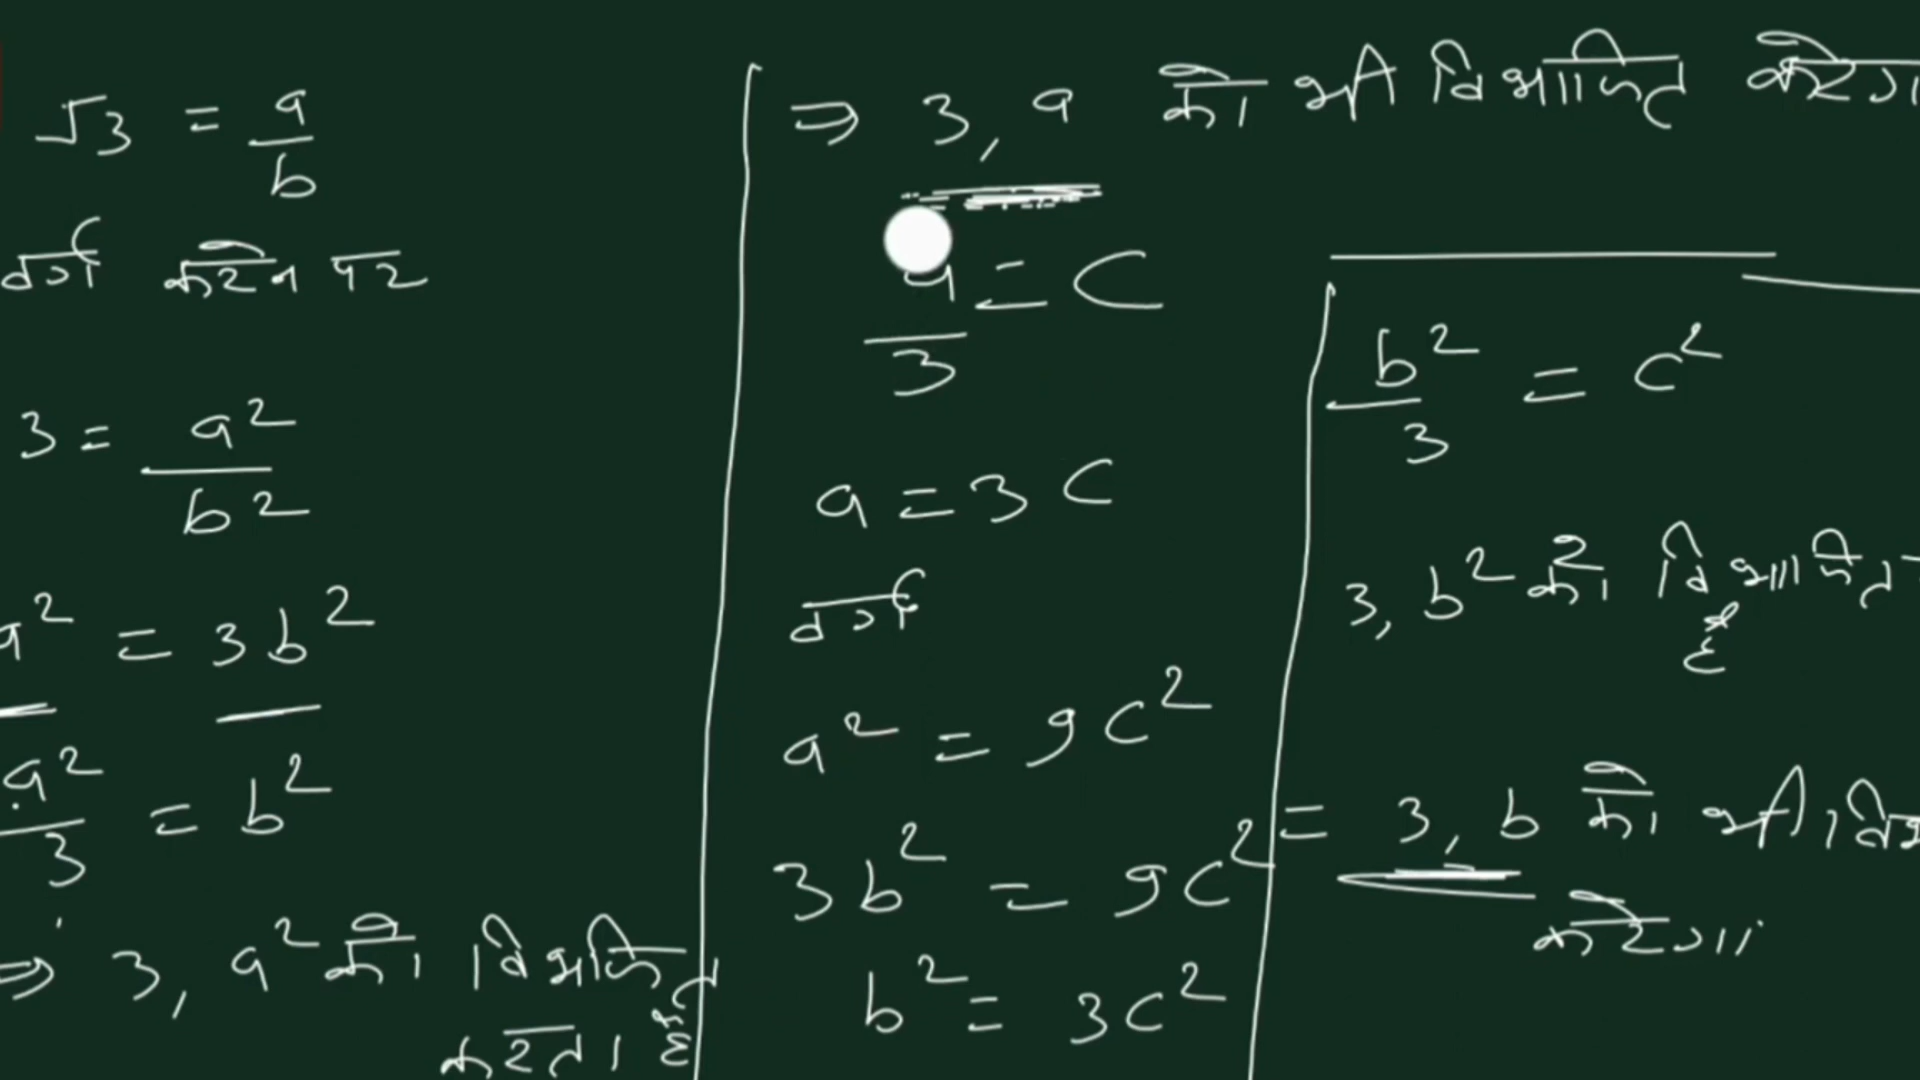 √3 = a/b
वर्ग करने पर
3 = a²/b²
a² = 3b²
a²/3 = b²
⇒ 3, a² को विभाजित
करता है
⇒ 3, a को भी विभाजित करेगा
a/3 = C
a = 3C
वर्ग
a² = 9c²
3b² = 9c²
b² = 3c²
b²/3 = c²
3, b² को विभाजित
है
= 3, b को भी
करेगा